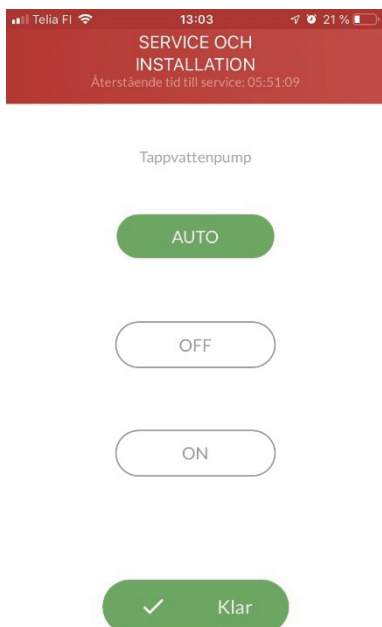 Telia FI 13:03 21 %
SERVICE OCH
INSTALLATION
Återstående tid till service: 05:51:09
Tappvattenpump
AUTO
OFF
ON
Klar